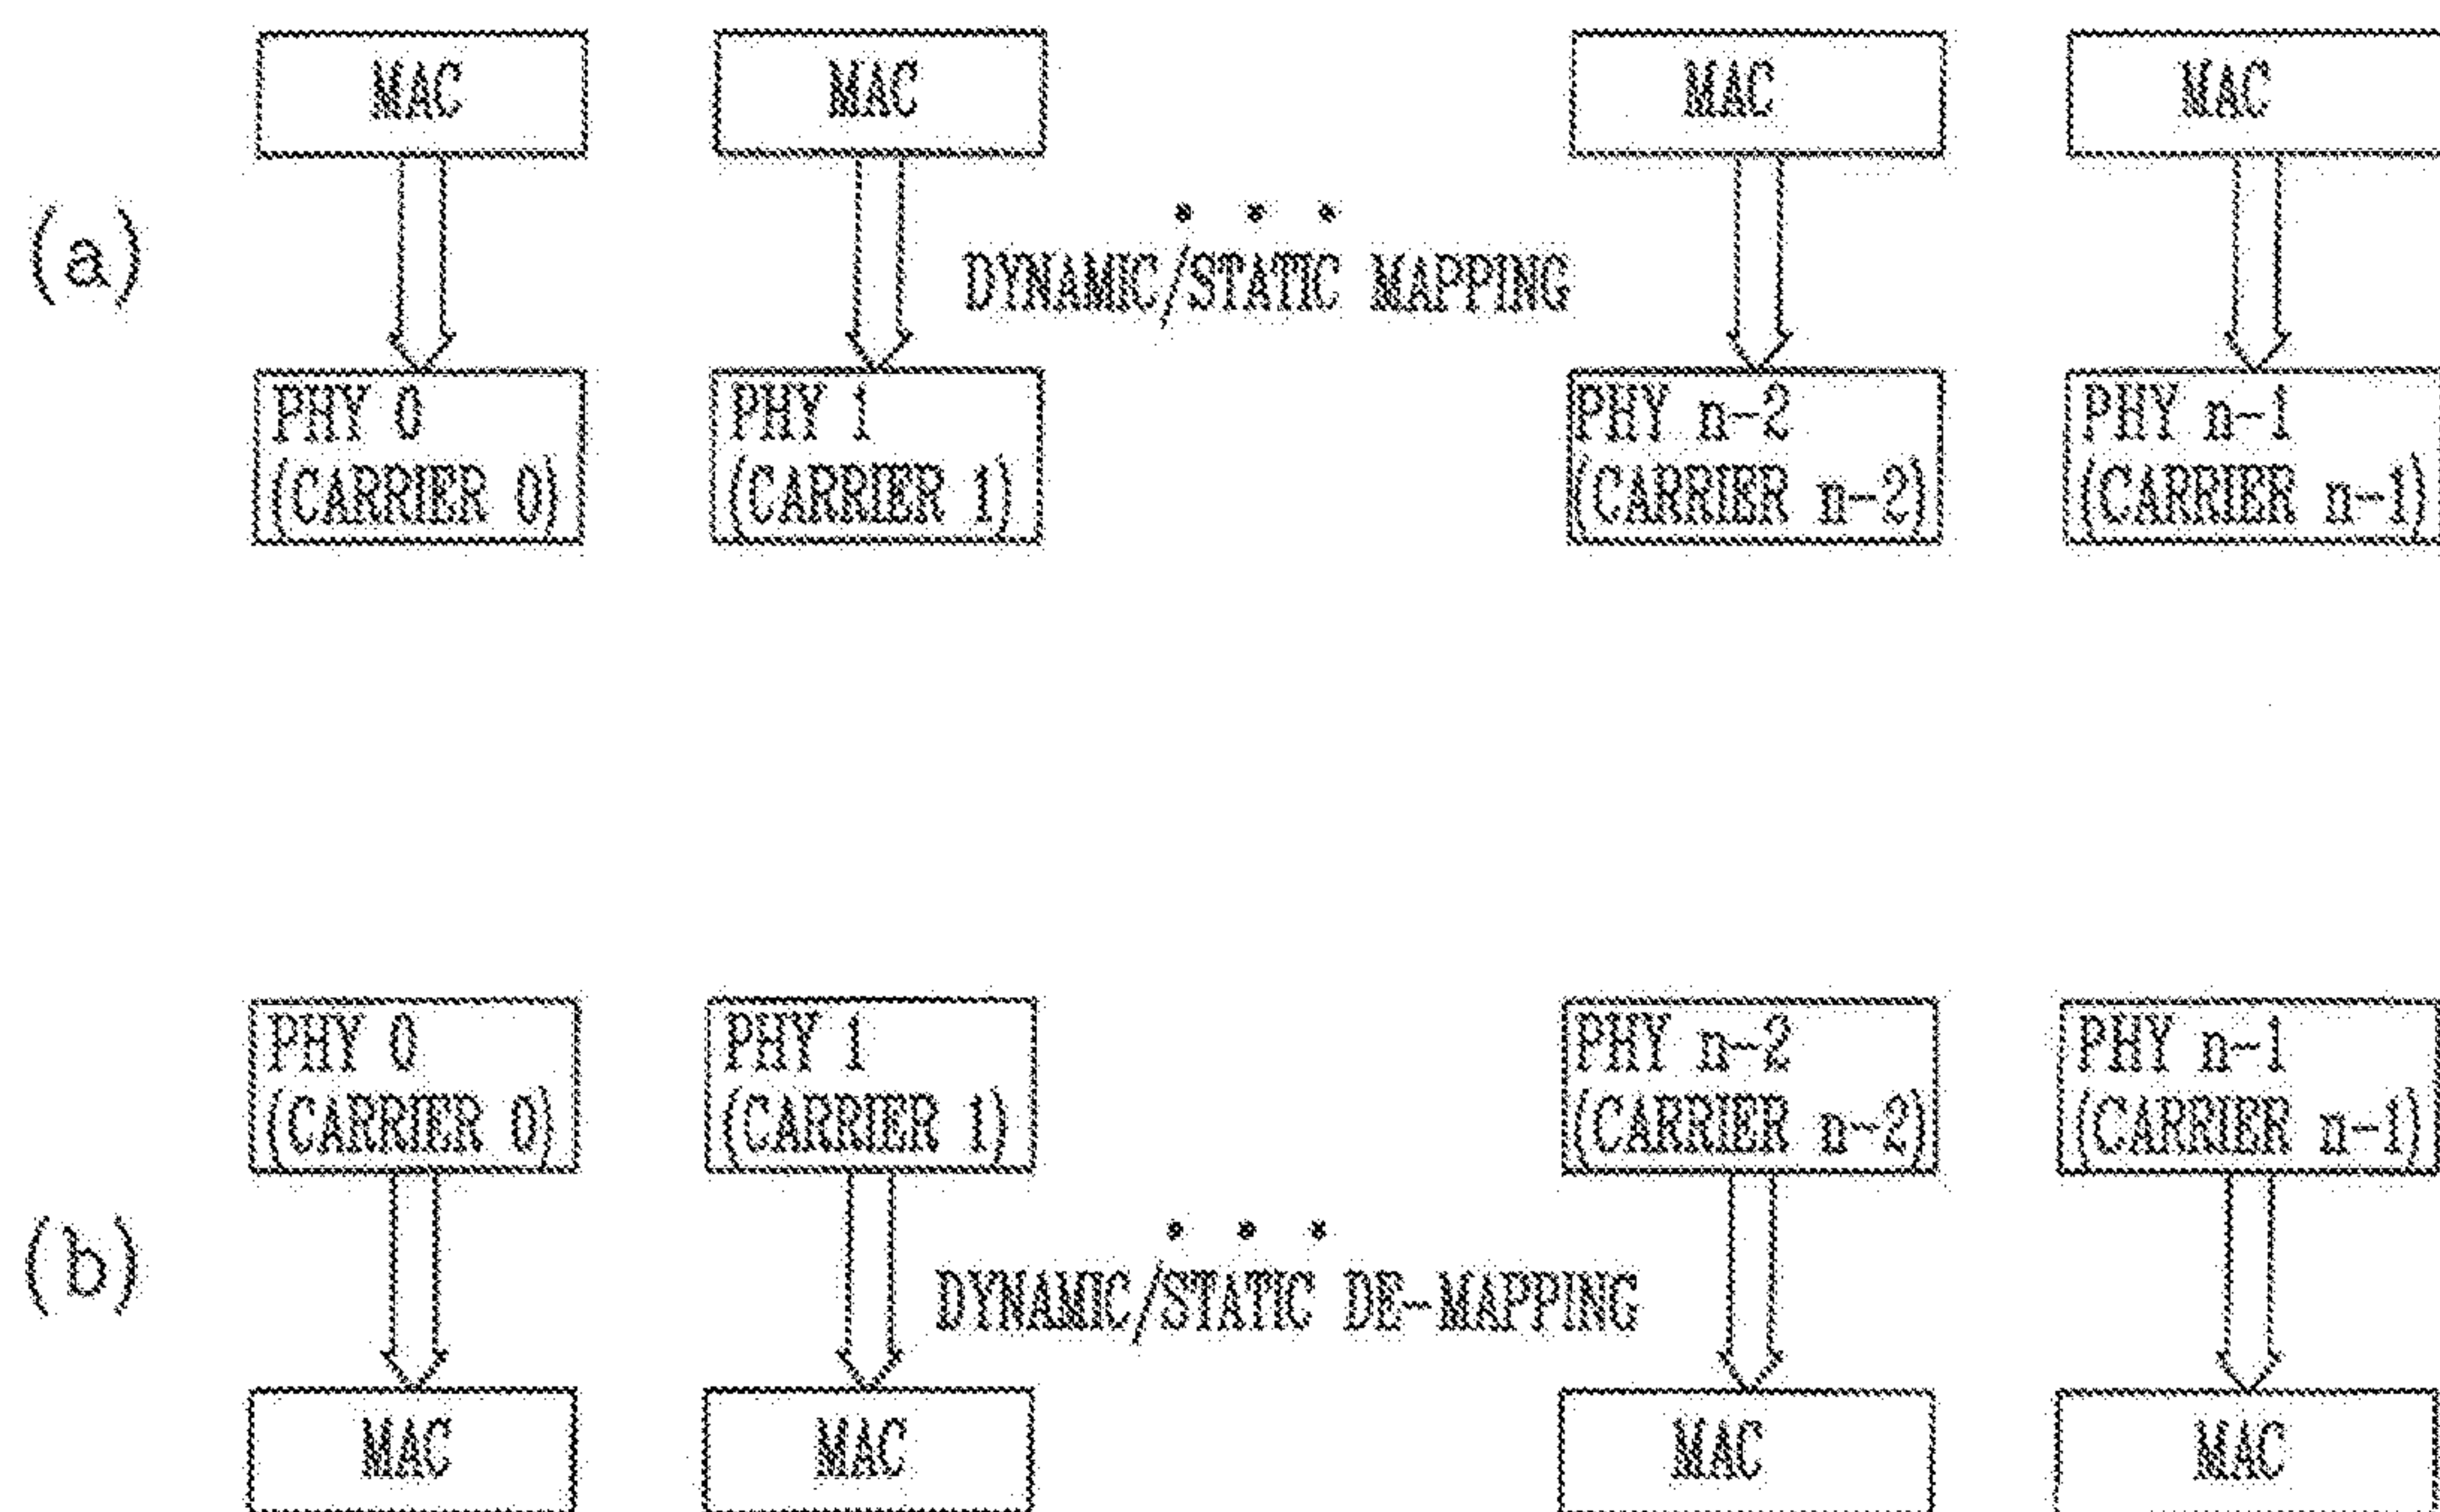 MAC MAC MAC MAC
(a)
DYNAMIC/STATIC MAPPING
PHY 0 PHY 1 PHY n-2 PHY n-1
(CARRIER 0) (CARRIER 1) (CARRIER n-2) (CARRIER n-1)
PHY 0 PHY 1 PHY n-2 PHY n-1
(CARRIER 0) (CARRIER 1) (CARRIER n-2) (CARRIER n-1)
(b)
DYNAMIC/STATIC DE-MAPPING
MAC MAC MAC MAC